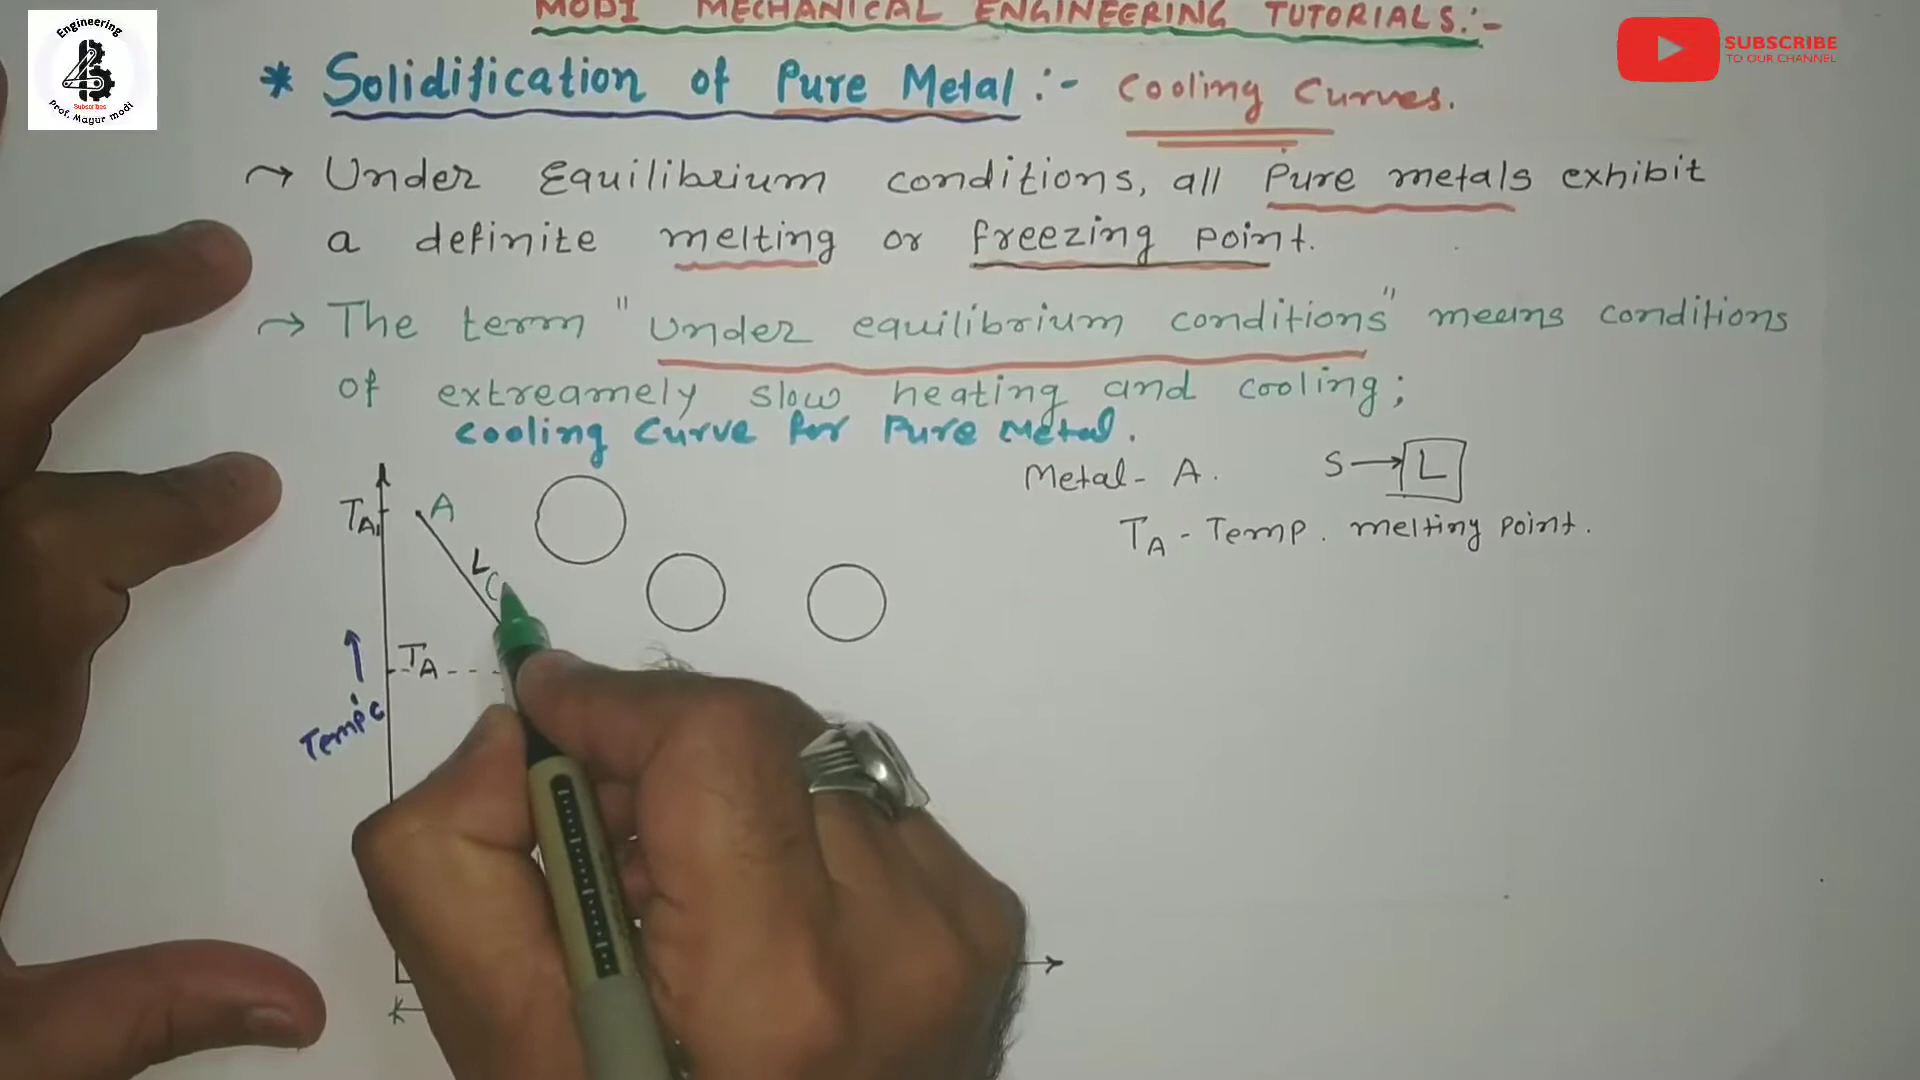 MODI MECHANICAL ENGINEERING TUTORIALS:-
Engineering
Subscribes
Prof. Mayur modi
SUBSCRIBE
TO OUR CHANNEL
* Solidification of Pure Metal :- Cooling Curves.
→ Under Equilibrium conditions, all Pure metals exhibit
a definite melting or freezing point.
→ The term "Under equilibrium conditions" means conditions
of extreamely slow heating and cooling;
Cooling Curve for Pure Metal.
Metal - A. S → L
TA - Temp. melting point.
TA1 A
L
TA
Temp°C